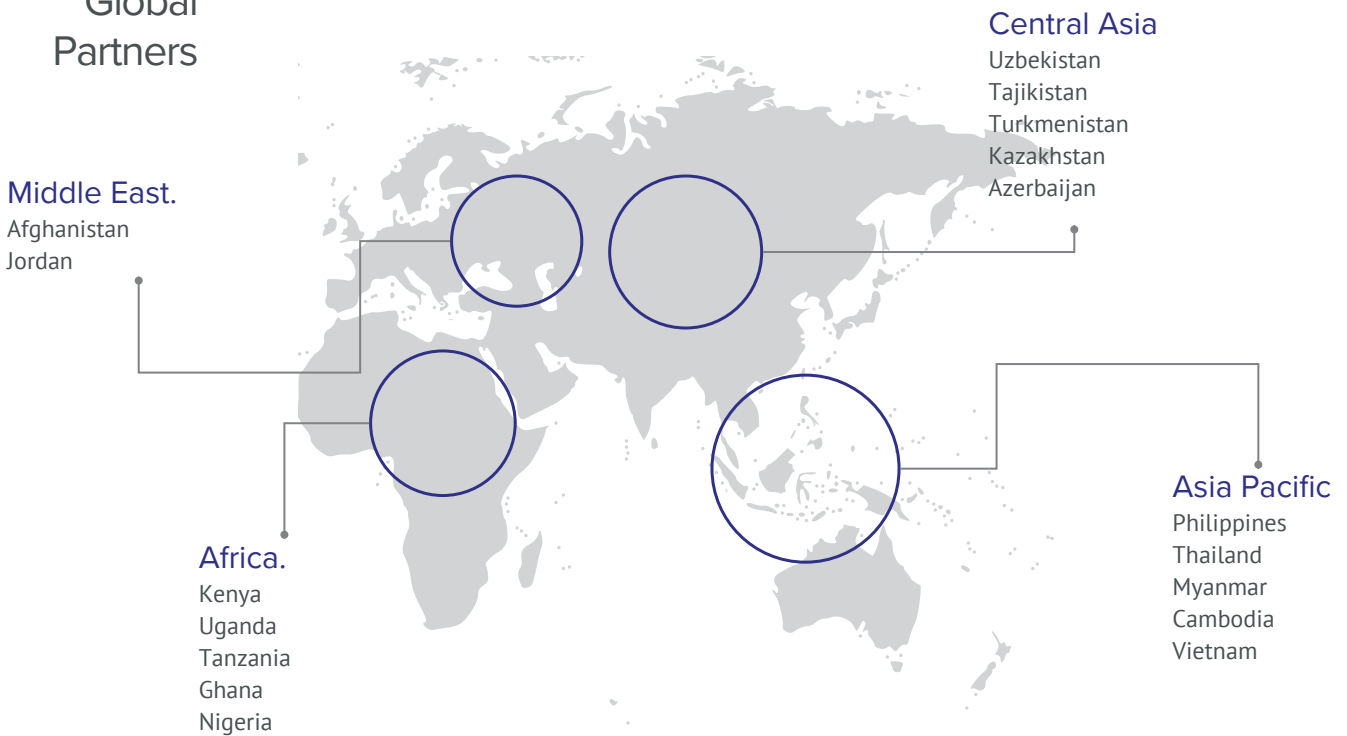 Global
Partners
Central Asia
Uzbekistan
Tajikistan
Turkmenistan
Kazakhstan
Azerbaijan
Middle East.
Afghanistan
Jordan
Asia Pacific
Philippines
Thailand
Myanmar
Cambodia
Vietnam
Africa.
Kenya
Uganda
Tanzania
Ghana
Nigeria